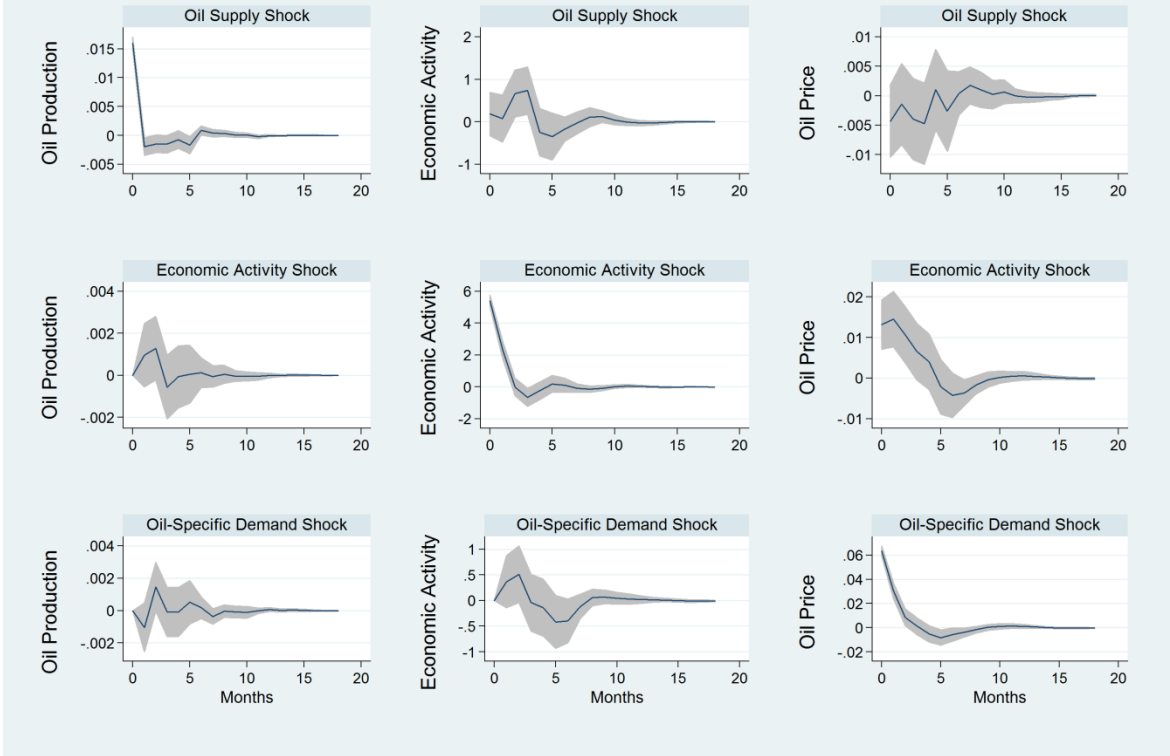 Oil Supply Shock
Oil Production
.015
.01
.005
0
-.005
0 5 10 15 20
Oil Supply Shock
Economic Activity
2
1
0
-1
0 5 10 15 20
Oil Supply Shock
Oil Price
.01
.005
0
-.005
-.01
0 5 10 15 20
Economic Activity Shock
Oil Production
.004
.002
0
-.002
0 5 10 15 20
Economic Activity Shock
Economic Activity
6
4
2
0
-2
0 5 10 15 20
Economic Activity Shock
Oil Price
.02
.01
0
-.01
0 5 10 15 20
Oil-Specific Demand Shock
Oil Production
.004
.002
0
-.002
0 5 10 15 20
Months
Oil-Specific Demand Shock
Economic Activity
1
.5
0
-.5
-1
0 5 10 15 20
Months
Oil-Specific Demand Shock
Oil Price
.06
.04
.02
0
-.02
0 5 10 15 20
Months